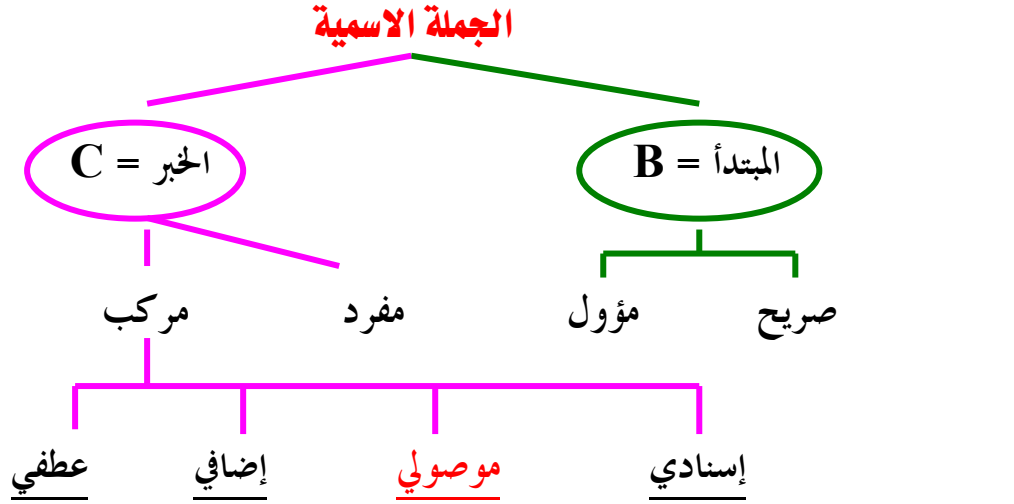 الجملة الاسمية
المبتدأ = B
الخبر = C
صريح
مؤول
مفرد
مركب
إسنادي
موصولي
إضافي
عطفي